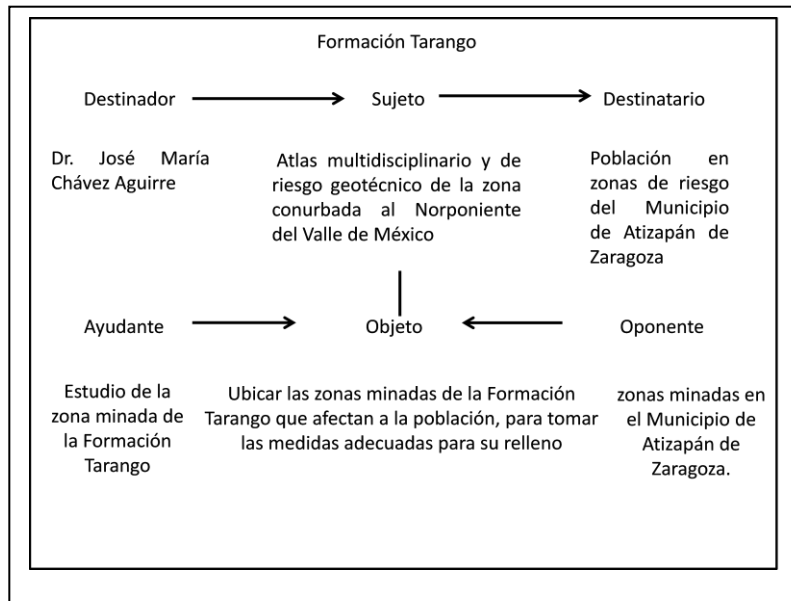 Formación Tarango
Destinador
Sujeto
Destinatario
Dr. José María
Chávez Aguirre
Atlas multidisciplinario y de
riesgo geotécnico de la zona
conurbada al Norponiente
del Valle de México
Población en
zonas de riesgo
del Municipio
de Atizapán de
Zaragoza
Ayudante
Objeto
Oponente
Estudio de la
zona minada de
la Formación
Tarango
Ubicar las zonas minadas de la Formación
Tarango que afectan a la población, para tomar
las medidas adecuadas para su relleno
zonas minadas en
el Municipio de
Atizapán de
Zaragoza.